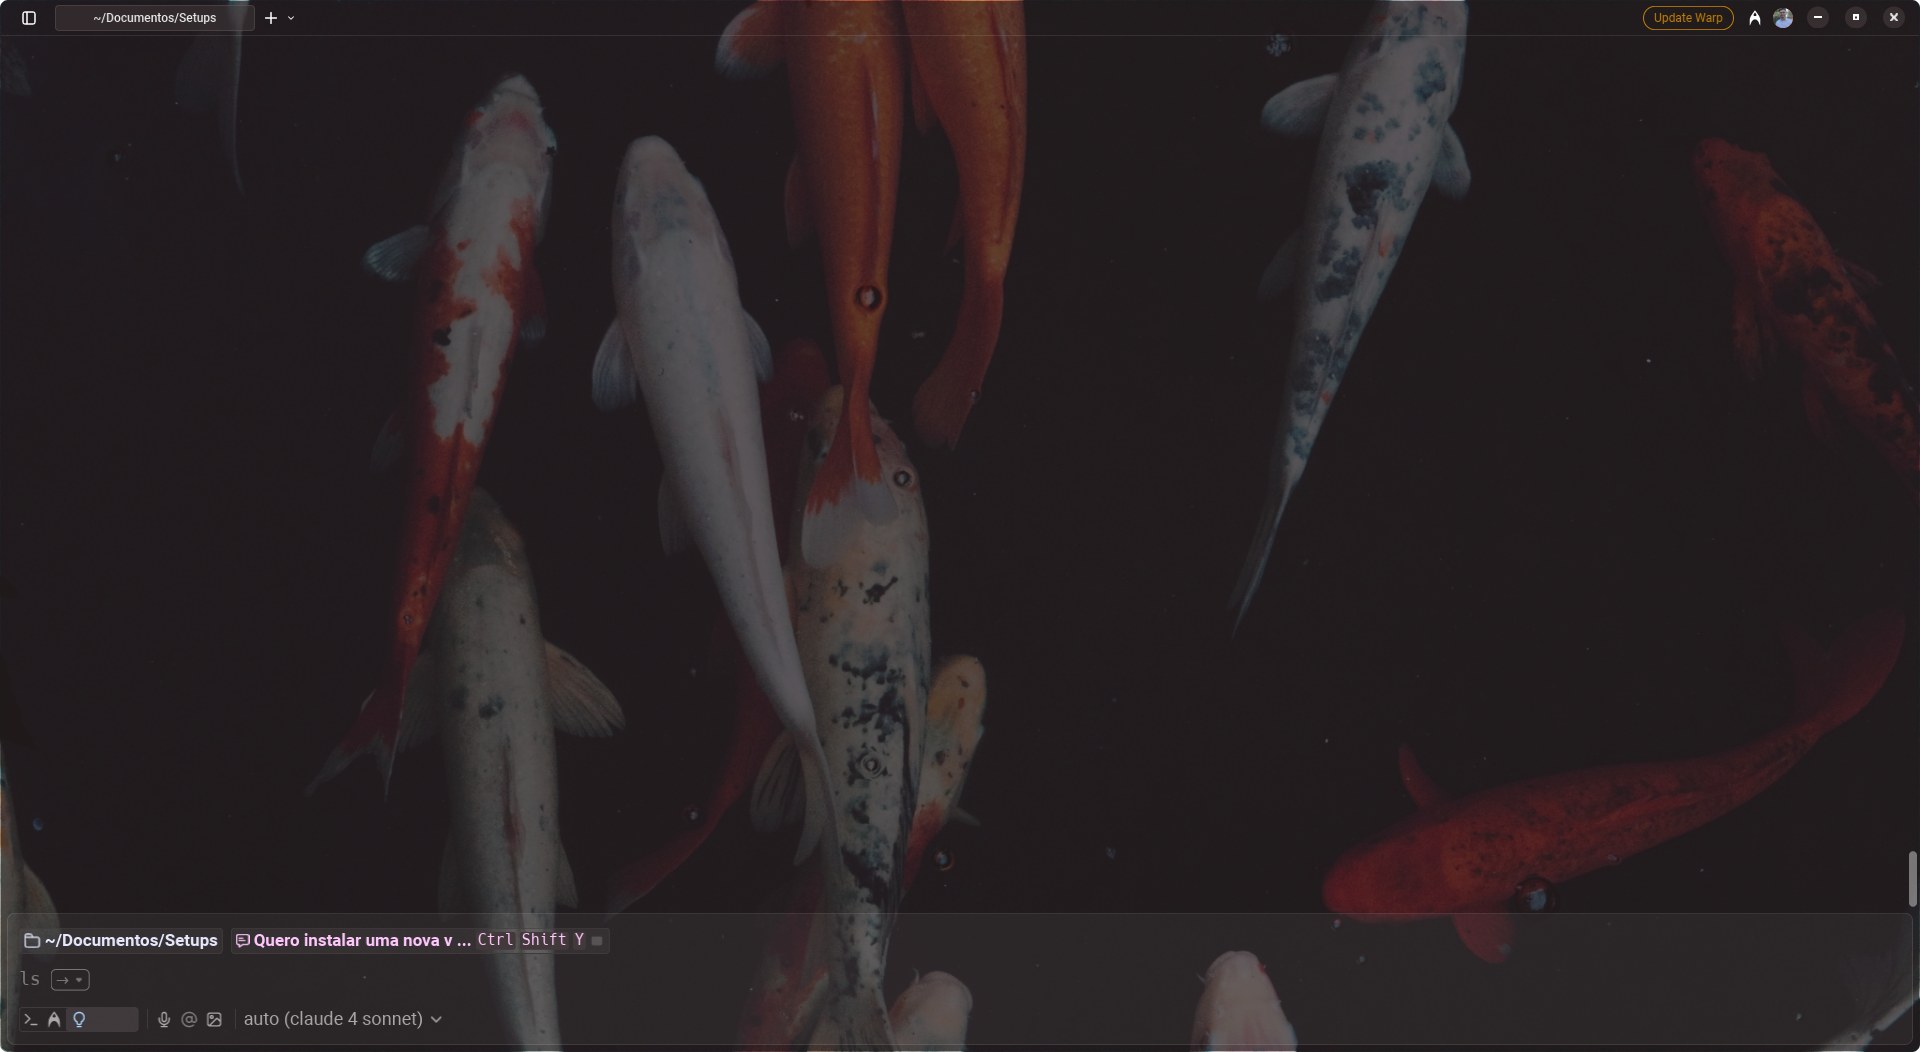 ~/Documentos/Setups
Update Warp
~/Documentos/Setups Quero instalar uma nova v ... Ctrl Shift Y
ls
auto (claude 4 sonnet)